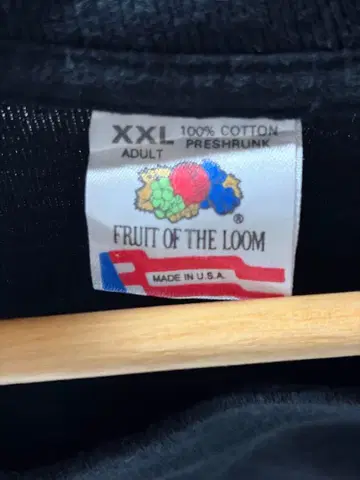 XXL 100% COTTON
ADULT PRESHRUNK
®
FRUIT OF THE LOOM
MADE IN U.S.A.